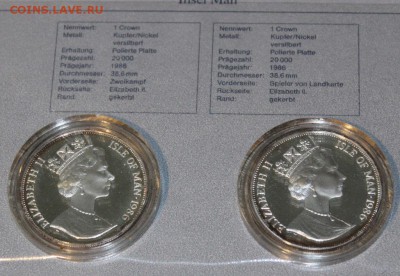 COINS.LAVE.RU
Insel Man
Nennwert: 1 Crown
Metall: Kupfer/Nickel
versilbert
Erhaltung: Polierte Platte
Prägezahl: 20 000
Prägejahr: 1986
Durchmesser: 38,6 mm
Vorderseite: Zweikampf
Rückseite: Elizabeth II.
Rand: gekerbt
Nennwert: 1 Crown
Metall: Kupfer/Nickel
versilbert
Erhaltung: Polierte Platte
Prägezahl: 20 000
Prägejahr: 1986
Durchmesser: 38,6 mm
Vorderseite: Spieler von Landkarte
Rückseite: Elizabeth II.
Rand: gekerbt
ELIZABETH II ISLE OF MAN·1986
ELIZABETH II ISLE OF MAN·1986